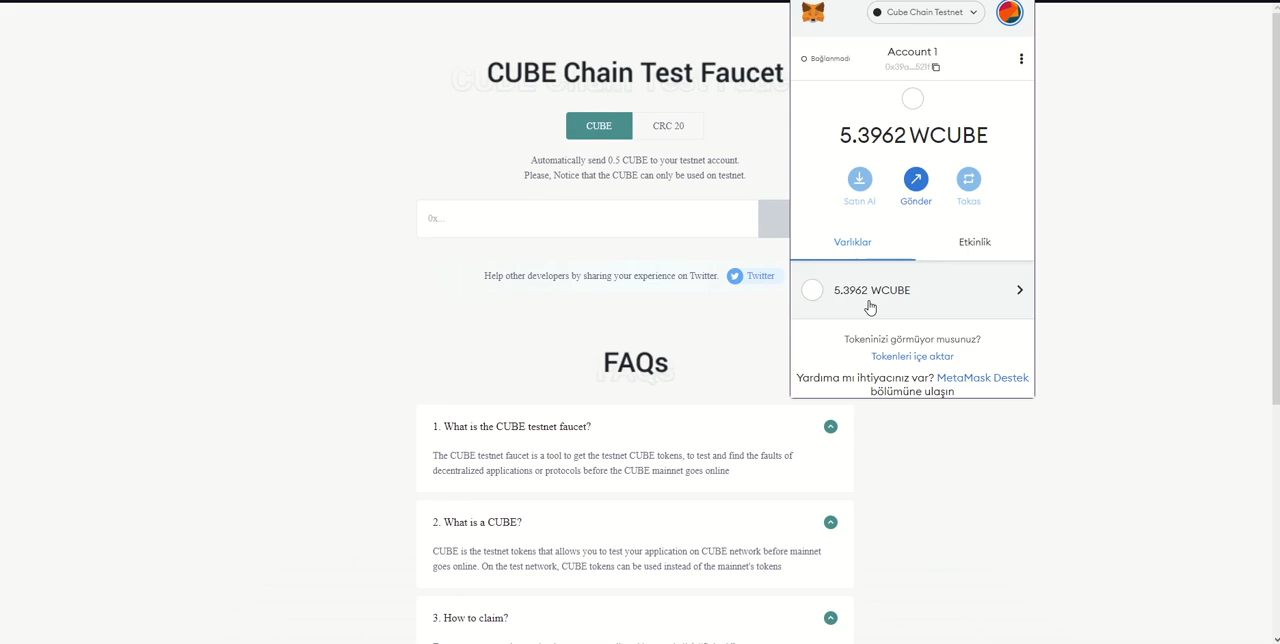 CUBE Chain Test Faucet
CUBE
CRC 20
Automatically send 0.5 CUBE to your testnet account.
Please, Notice that the CUBE can only be used on testnet.
0x...
Help other developers by sharing your experience on Twitter.
Twitter
FAQs
1. What is the CUBE testnet faucet?
The CUBE testnet faucet is a tool to get the testnet CUBE tokens, to test and find the faults of
decentralized applications or protocols before the CUBE mainnet goes online
2. What is a CUBE?
CUBE is the testnet tokens that allows you to test your application on CUBE network before mainnet
goes online. On the test network, CUBE tokens can be used instead of the mainnet's tokens
3. How to claim?
Cube Chain Testnet
Bağlanmadı
Account 1
0x39a...521f
5.3962 WCUBE
Satın Al
Gönder
Takas
Varlıklar
Etkinlik
5.3962 WCUBE
Tokeninizi görmüyor musunuz?
Tokenleri içe aktar
Yardıma mı ihtiyacınız var? MetaMask Destek
bölümüne ulaşın